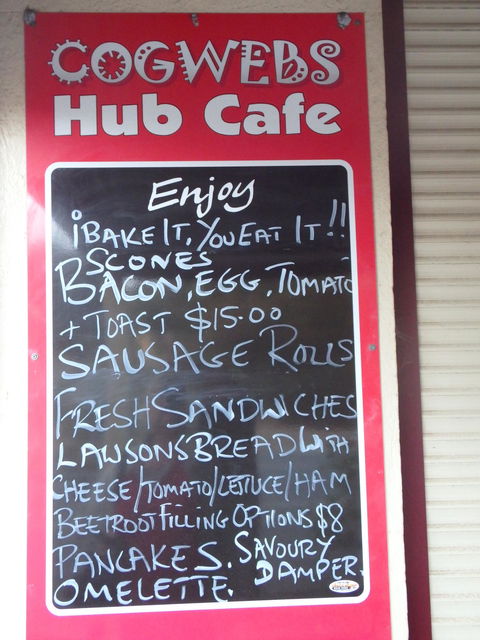 COGWEBS
Hub Cafe
Enjoy
iBAKE IT, YOU EAT IT!!
SCONES
BACON, EGG, TOMATO
+ TOAST $15.00
SAUSAGE ROLLS
FRESH SANDWICHES
LAWSONS BREAD WITH
CHEESE/TOMATO/LETTUCE/HAM
BEETROOT FILLING OPTIONS $8
PANCAKES. SAVOURY
OMELETTE. DAMPER.